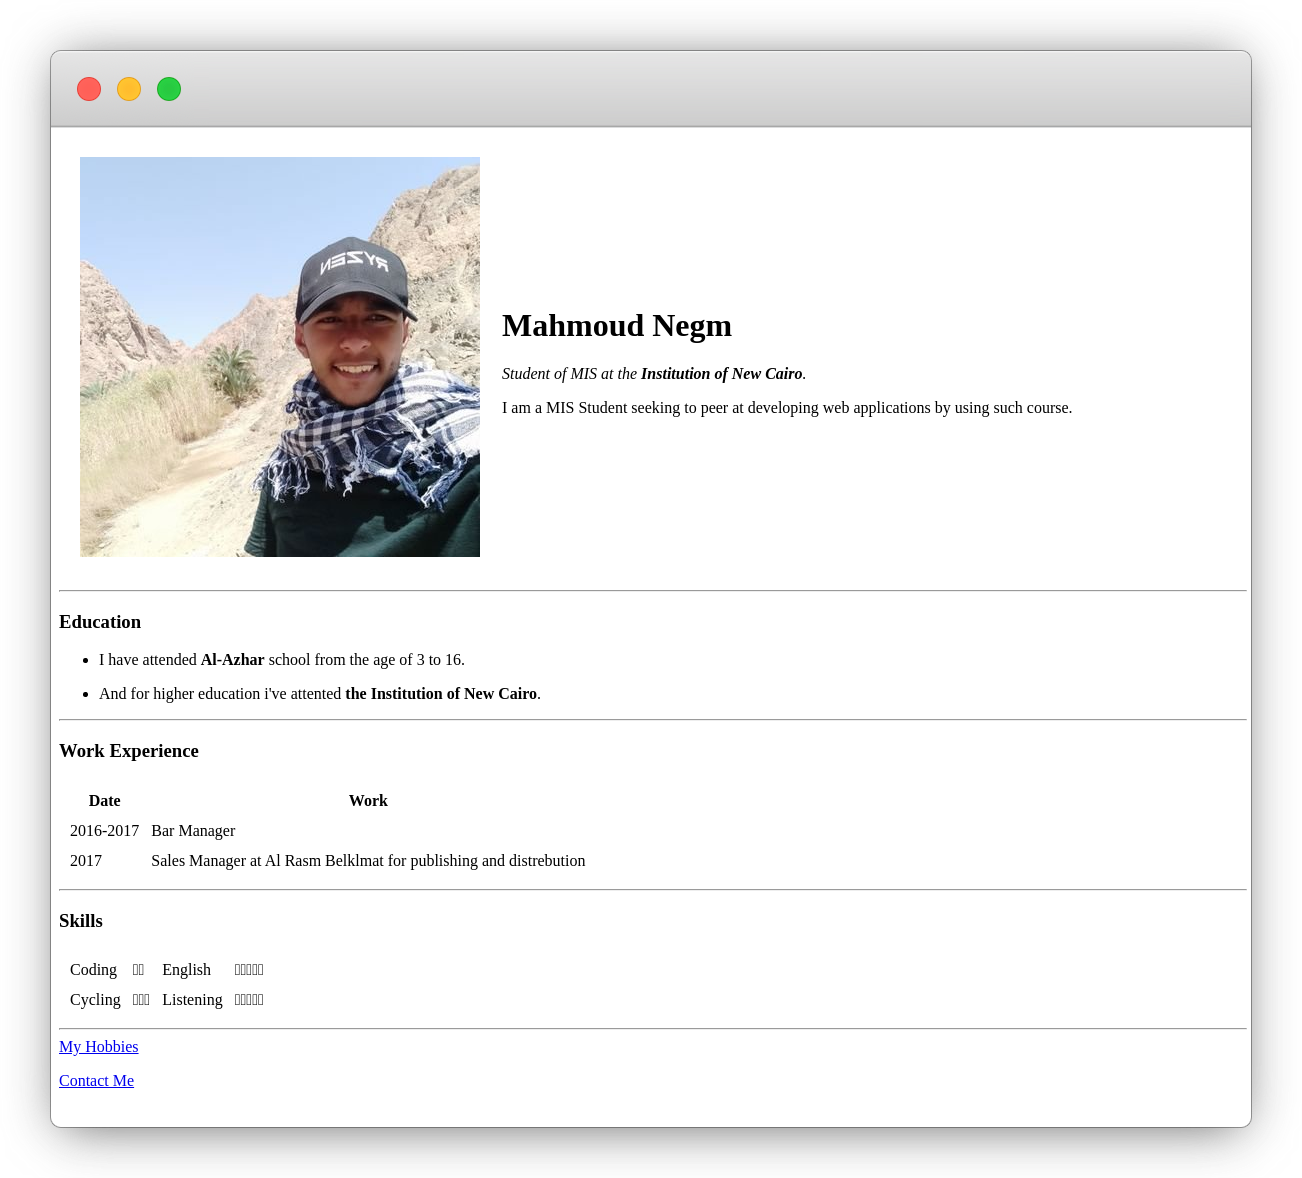 RYZEN
Mahmoud Negm
Student of MIS at the Institution of New Cairo.
I am a MIS Student seeking to peer at developing web applications by using such course.
Education
I have attended Al-Azhar school from the age of 3 to 16.
And for higher education i've attented the Institution of New Cairo.
Work Experience
Date Work
2016-2017 Bar Manager
2017 Sales Manager at Al Rasm Belklmat for publishing and distrebution
Skills
Coding English
Cycling Listening
My Hobbies
Contact Me